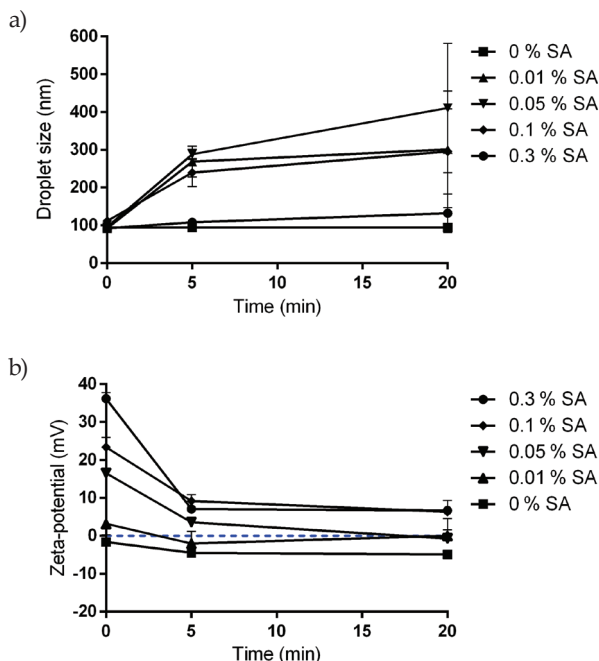 a)
600
500
400
300
200
100
0
Droplet size (nm)
0 5 10 15 20
Time (min)
0 % SA
0.01 % SA
0.05 % SA
0.1 % SA
0.3 % SA
b)
40
30
20
10
0
-10
-20
Zeta-potential (mV)
0 5 10 15 20
Time (min)
0.3 % SA
0.1 % SA
0.05 % SA
0.01 % SA
0 % SA